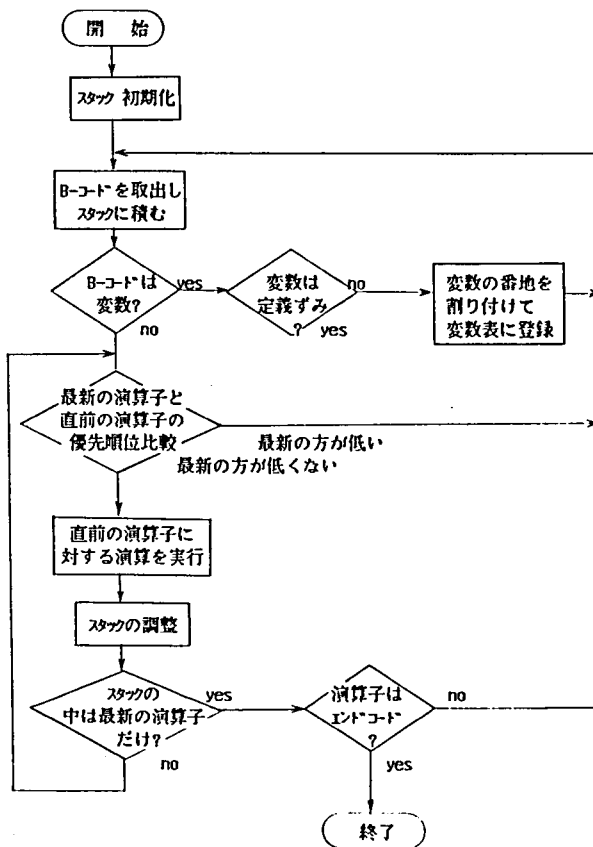 開 始
スタック 初期化
B-コードを取出し
スタックに積む
B-コードは
変数?
yes
no
変数は
定義ずみ
?
no
yes
変数の番地を
割り付けて
変数表に登録
最新の演算子と
直前の演算子の
優先順位比較
最新の方が低い
最新の方が低くない
直前の演算子に
対する演算を実行
スタックの調整
スタックの
中は最新の演算子
だけ?
yes
no
演算子は
エンドコード
?
no
yes
終了